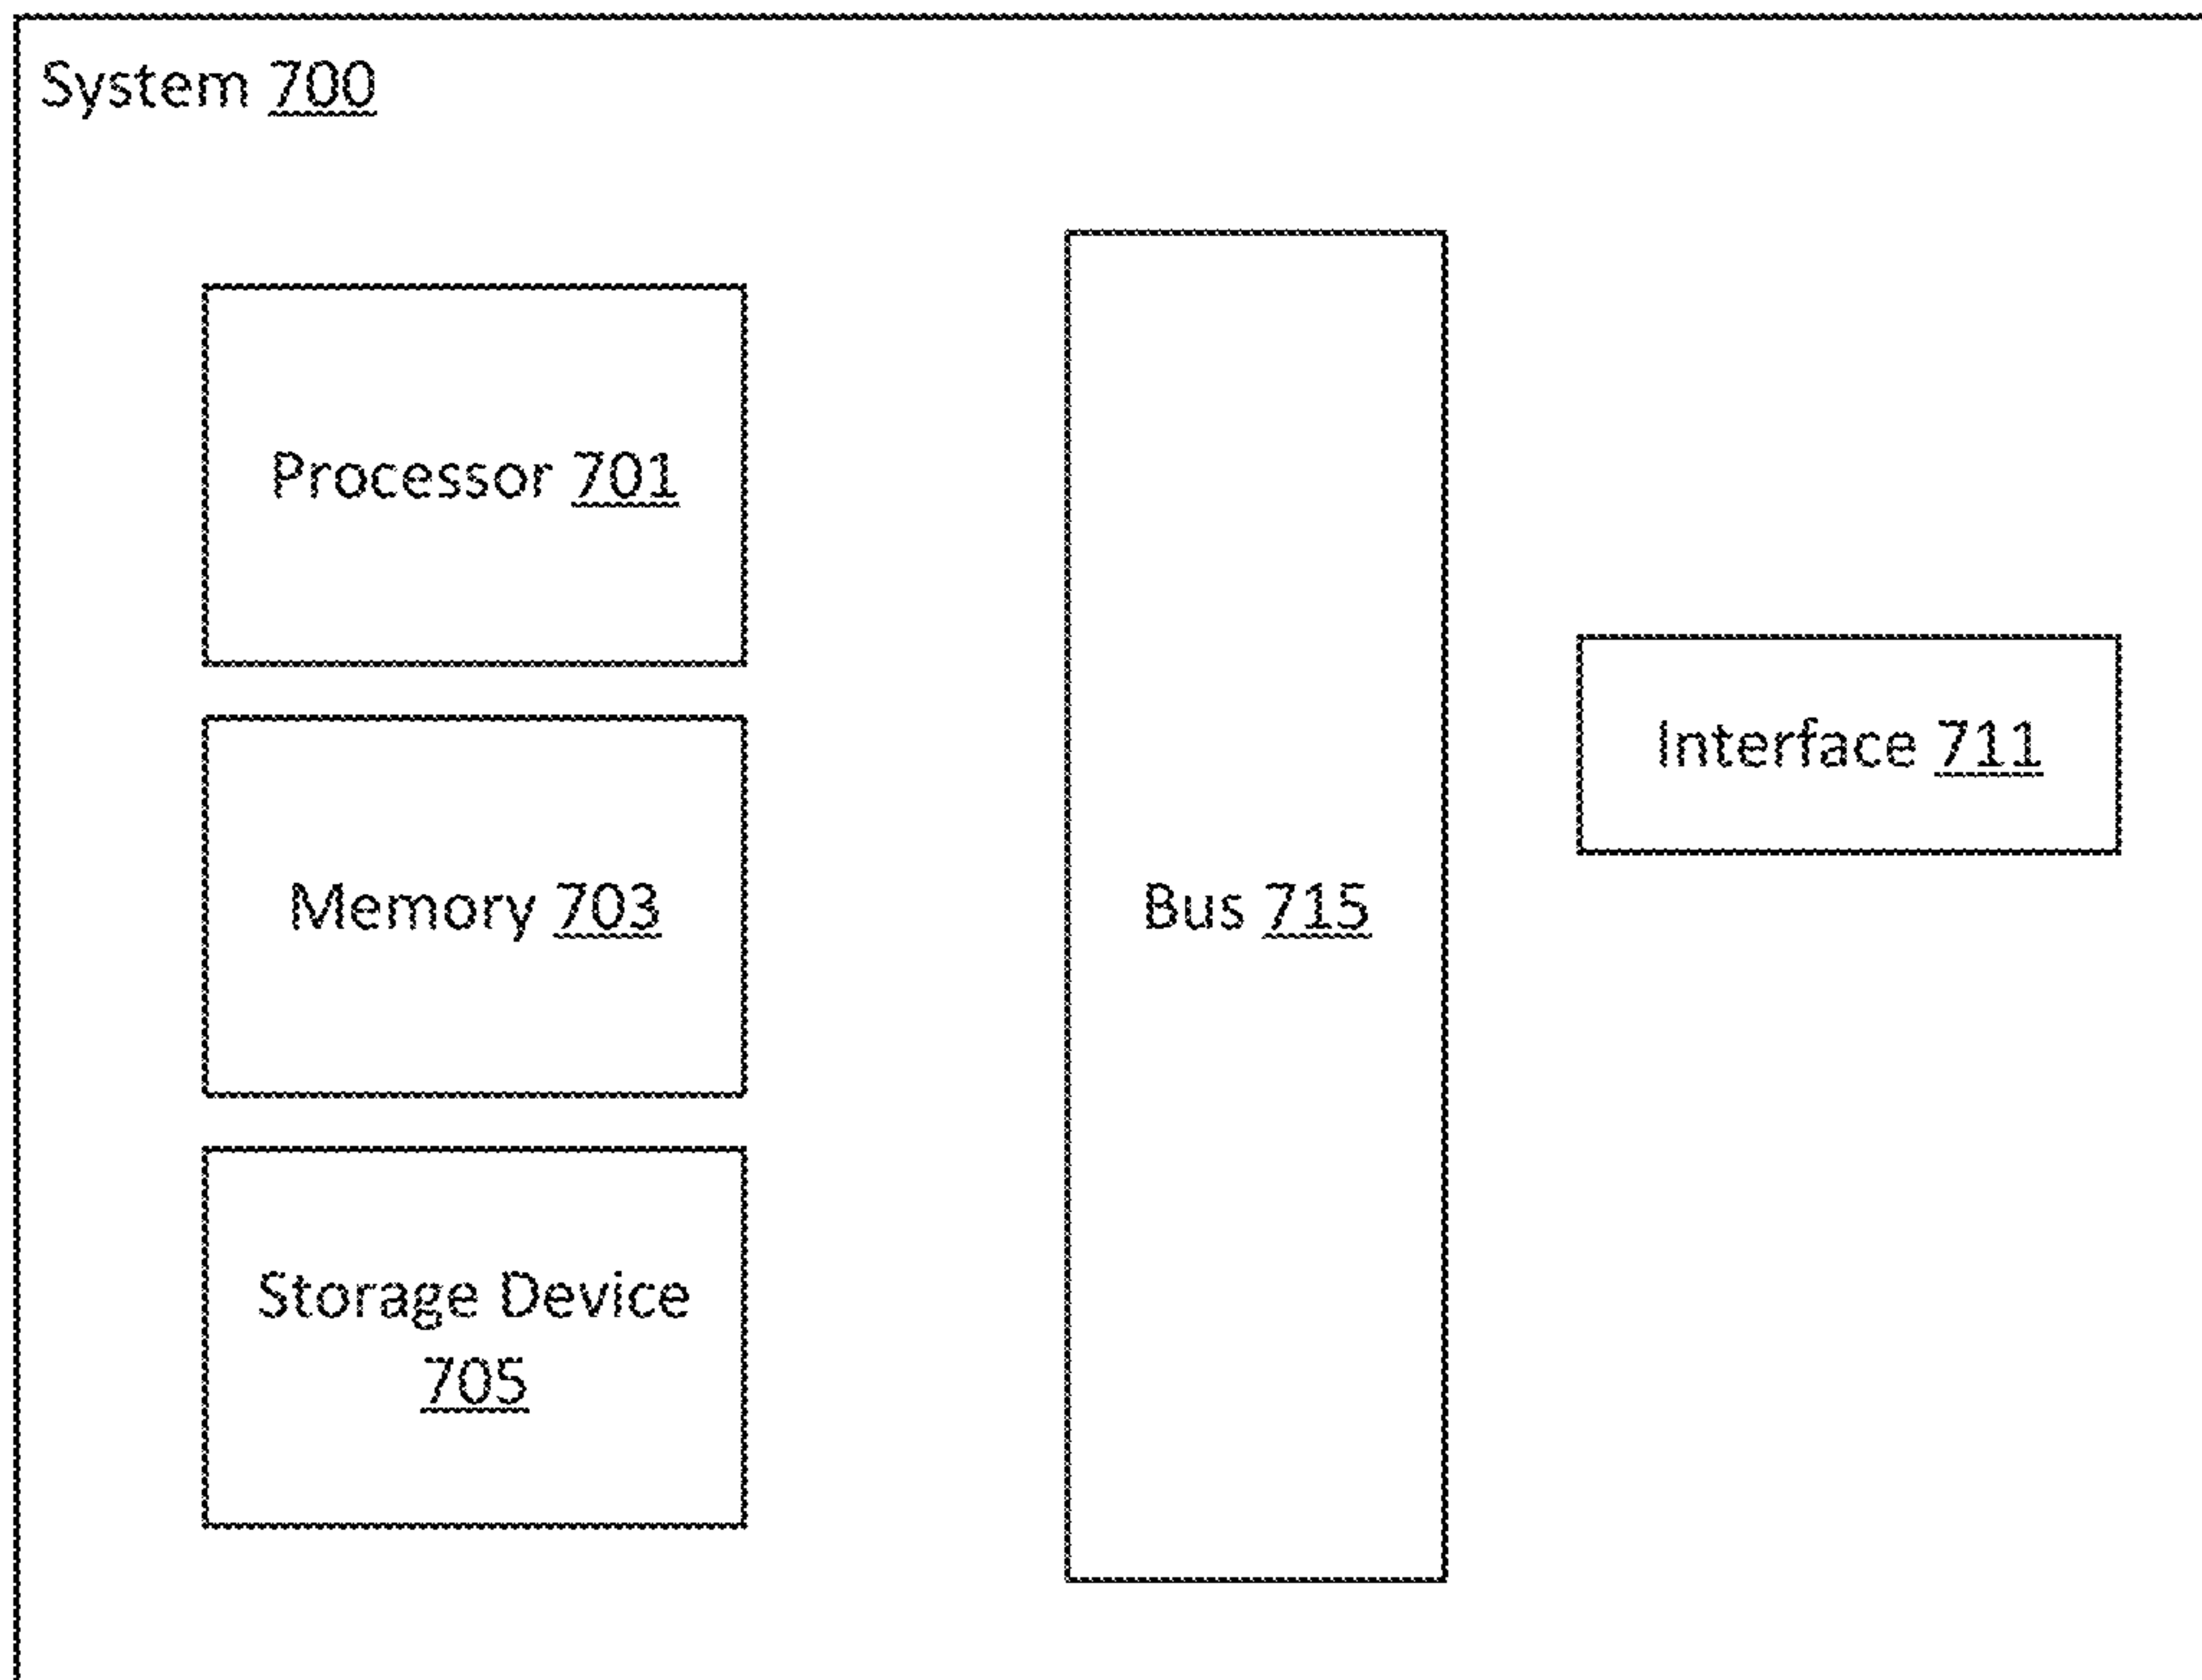 System 700
Processor 701
Interface 711
Memory 703
Bus 715
Storage Device
705